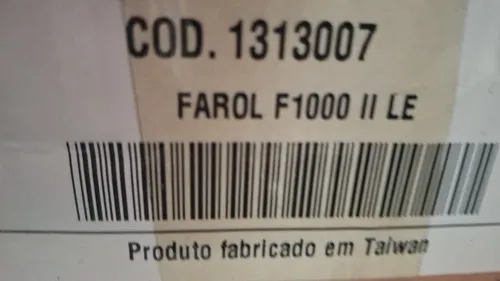 COD. 1313007
FAROL F1000 II LE
Produto fabricado em Taiwan